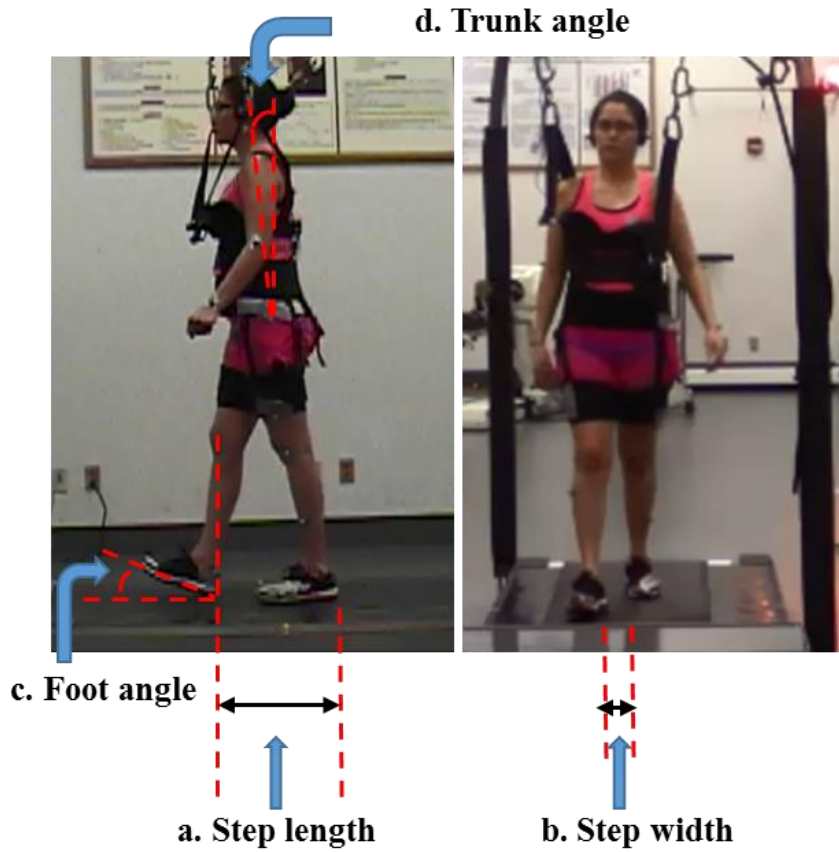 d. Trunk angle
c. Foot angle
a. Step length
b. Step width